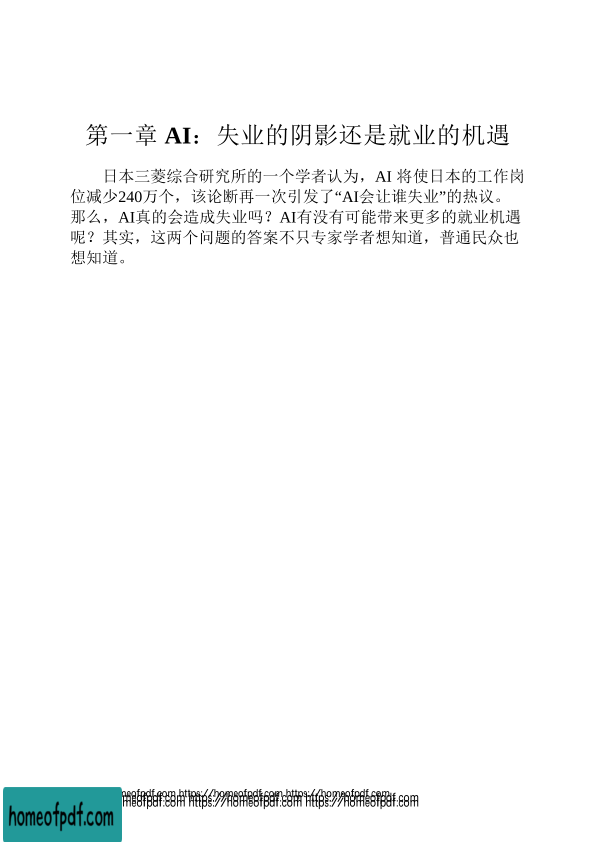 第一章 AI：失业的阴影还是就业的机遇
日本三菱综合研究所的一个学者认为，AI 将使日本的工作岗
位减少240万个，该论断再一次引发了“AI会让谁失业”的热议。
那么，AI真的会造成失业吗？AI有没有可能带来更多的就业机遇
呢？其实，这两个问题的答案不只专家学者想知道，普通民众也
想知道。
meofpdf.com https://homeofpdf.com https://homeofpdf.com
omeofpdf.com https://homeofpdf.com https://homeofpdf.com
homeofpdf.com